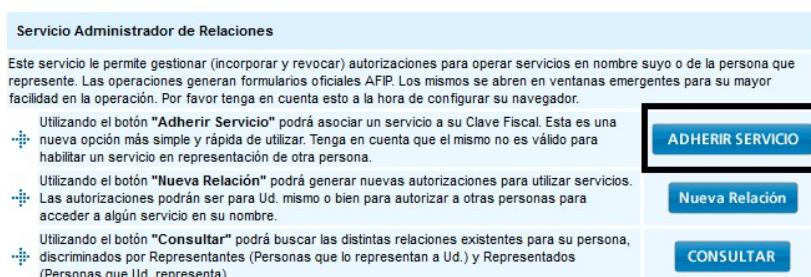 Servicio Administrador de Relaciones
Este servicio le permite gestionar (incorporar y revocar) autorizaciones para operar servicios en nombre suyo o de la persona que
represente. Las operaciones generan formularios oficiales AFIP. Los mismos se abren en ventanas emergentes para su mayor
facilidad en la operación. Por favor tenga en cuenta esto a la hora de configurar su navegador.
Utilizando el botón "Adherir Servicio" podrá asociar un servicio a su Clave Fiscal. Esta es una
nueva opción más simple y rápida de utilizar. Tenga en cuenta que el mismo no es válido para
habilitar un servicio en representación de otra persona.
ADHERIR SERVICIO
Utilizando el botón "Nueva Relación" podrá generar nuevas autorizaciones para utilizar servicios.
Las autorizaciones podrán ser para Ud. mismo o bien para autorizar a otras personas para
acceder a algún servicio en su nombre.
Nueva Relación
Utilizando el botón "Consultar" podrá buscar las distintas relaciones existentes para su persona,
discriminados por Representantes (Personas que lo representan a Ud.) y Representados
(Personas que Ud. representa)
CONSULTAR